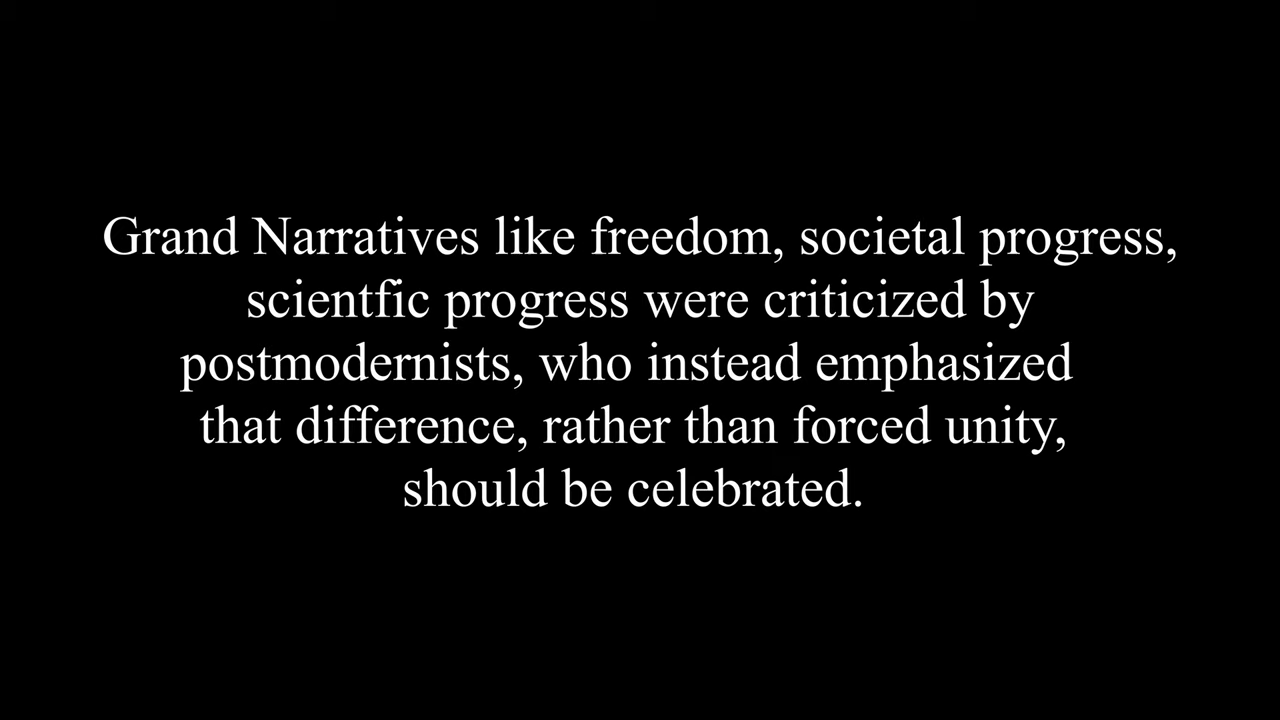 Grand Narratives like freedom, societal progress,
scientfic progress were criticized by
postmodernists, who instead emphasized
that difference, rather than forced unity,
should be celebrated.